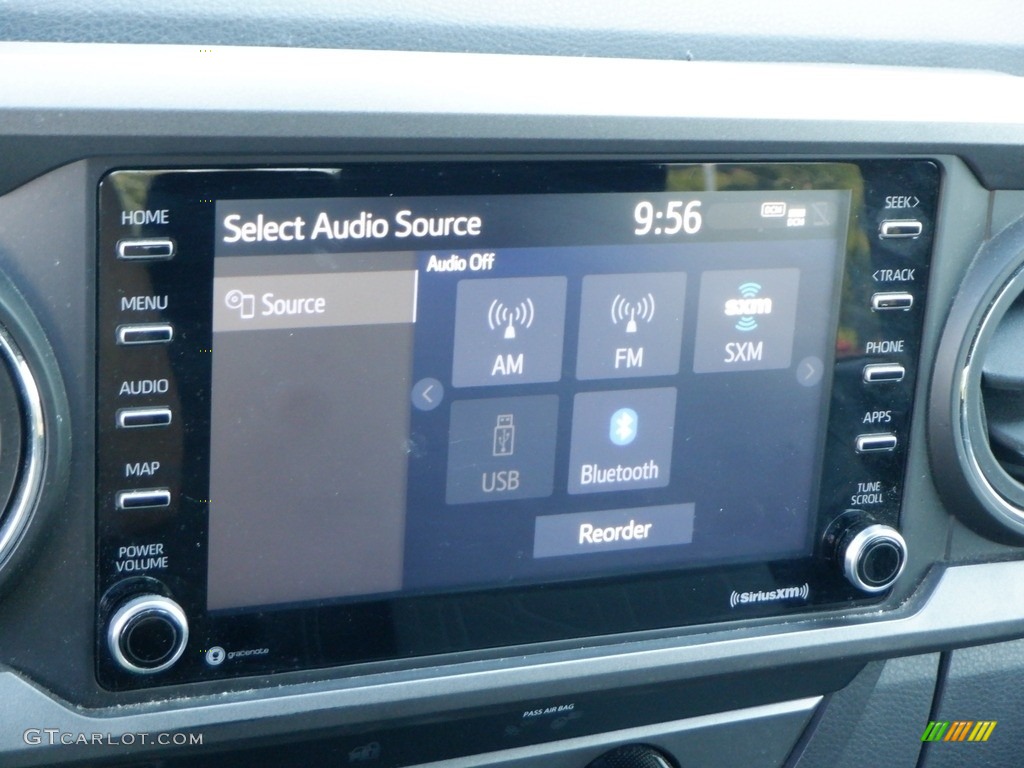 HOME
MENU
AUDIO
MAP
POWER
VOLUME
Select Audio Source
9:56
Audio Off
Source
AM
FM
sxm
SXM
USB
Bluetooth
Reorder
SEEK>
<TRACK
PHONE
APPS
TUNE
SCROLL
((SiriusXM))
gracenote
PASS AIR BAG
GTCARLOT.COM